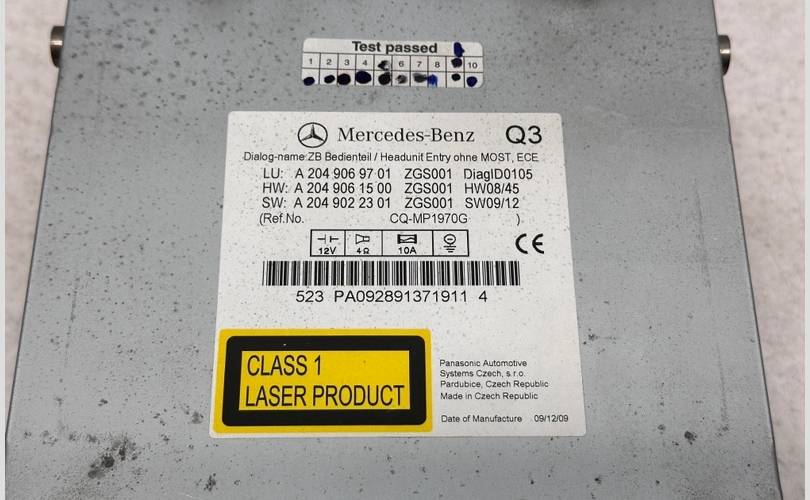 Test passed
1 2 3 4 6 7 8 10
Mercedes-Benz Q3
Dialog-name:ZB Bedienteil / Headunit Entry ohne MOST, ECE
LU: A 204 906 97 01 ZGS001 DiagID0105
HW: A 204 906 15 00 ZGS001 HW08/45
SW: A 204 902 23 01 ZGS001 SW09/12
(Ref.No. CQ-MP1970G )
12V 4Ω 10A CE
523 PA092891371911 4
CLASS 1
LASER PRODUCT
Panasonic Automotive
Systems Czech, s.r.o.
Pardubice, Czech Republic
Made in Czech Republic
Date of Manufacture 09/12/09